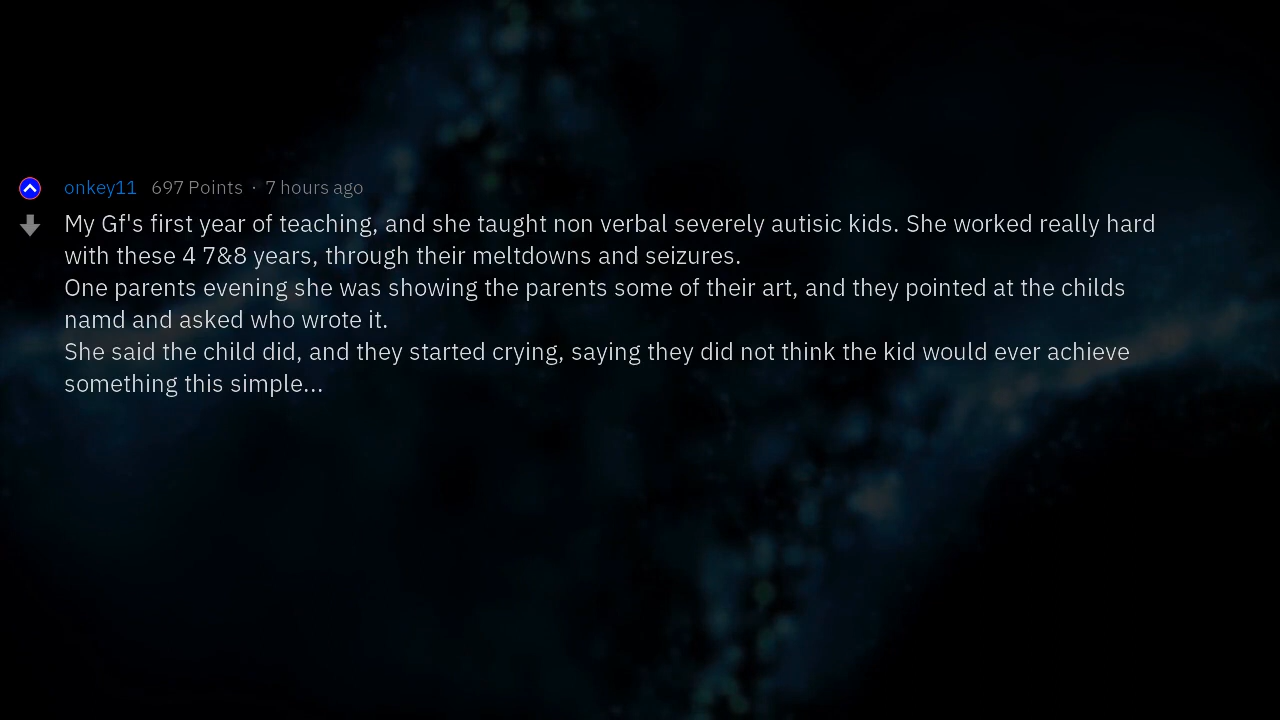 onkey11 697 Points · 7 hours ago
My Gf's first year of teaching, and she taught non verbal severely autisic kids. She worked really hard
with these 4 7&8 years, through their meltdowns and seizures.
One parents evening she was showing the parents some of their art, and they pointed at the childs
namd and asked who wrote it.
She said the child did, and they started crying, saying they did not think the kid would ever achieve
something this simple...